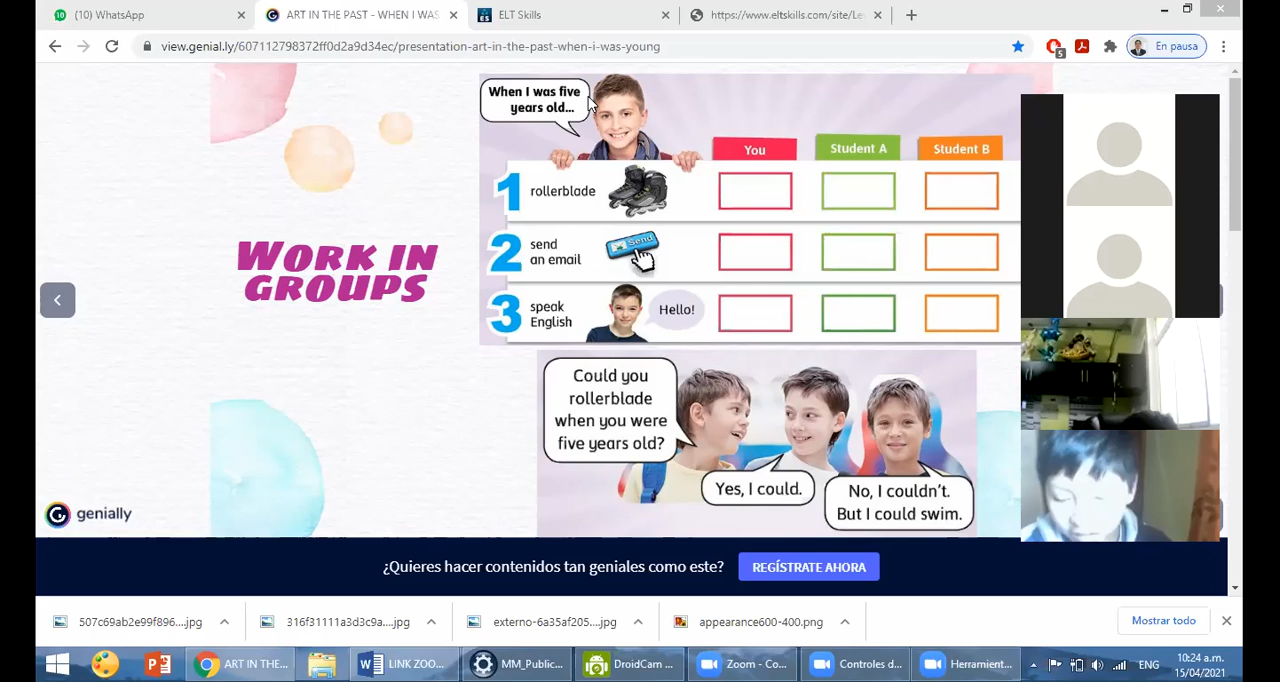 (10) WhatsApp
ART IN THE PAST - WHEN I WAS
ELT Skills
https://www.eltskills.com/site/Le
view.genial.ly/607112798372ff0d2a9d34ec/presentation-art-in-the-past-when-i-was-young
5
En pausa
When I was five
years old...
You
Student A
Student B
1 rollerblade
2 send
an email
Send
3 speak
English
Hello!
WORK IN
GROUPS
Could you
rollerblade
when you were
five years old?
Yes, I could.
No, I couldn't.
But I could swim.
genially
¿Quieres hacer contenidos tan geniales como este?
REGÍSTRATE AHORA
507c69ab2e99f896....jpg
316f31111a3d3c9a....jpg
externo-6a35af205....jpg
appearance600-400.png
Mostrar todo
ART IN THE...
LINK ZOO...
MM_Public...
DroidCam ...
Zoom - Co...
Controles d...
Herramient...
ENG
10:24 a.m.
15/04/2021